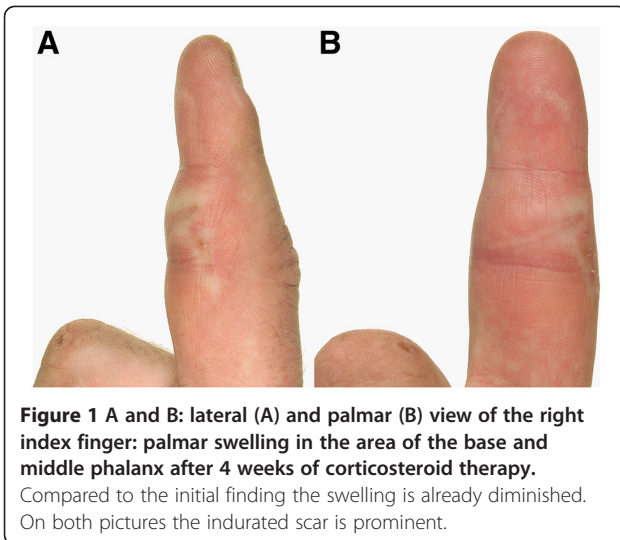 A
B
Figure 1 A and B: lateral (A) and palmar (B) view of the right
index finger: palmar swelling in the area of the base and
middle phalanx after 4 weeks of corticosteroid therapy.
Compared to the initial finding the swelling is already diminished.
On both pictures the indurated scar is prominent.